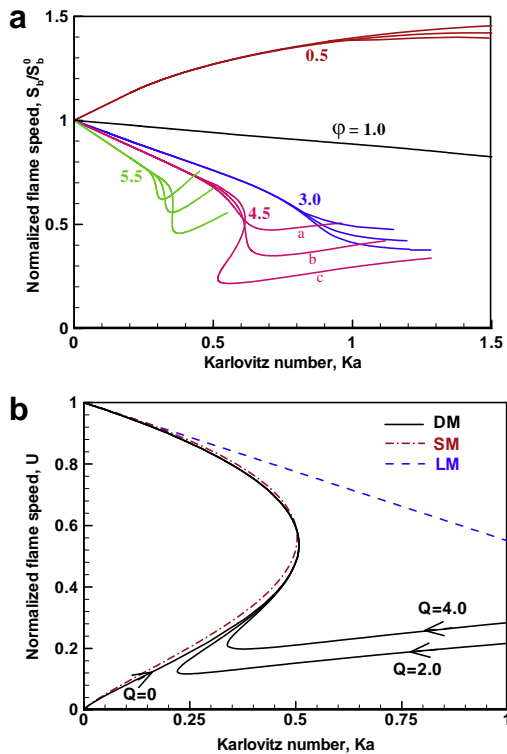 a
Normalized flame speed, S_b/S_b^0
1.5
1
0.5
0
0
0.5
1
1.5
0.5
φ = 1.0
3.0
5.5
4.5
a
b
c
Karlovitz number, Ka
b
Normalized flame speed, U
1
0.8
0.6
0.4
0.2
0
0
0.25
0.5
0.75
1
DM
SM
LM
Q=4.0
Q=2.0
Q=0
Karlovitz number, Ka